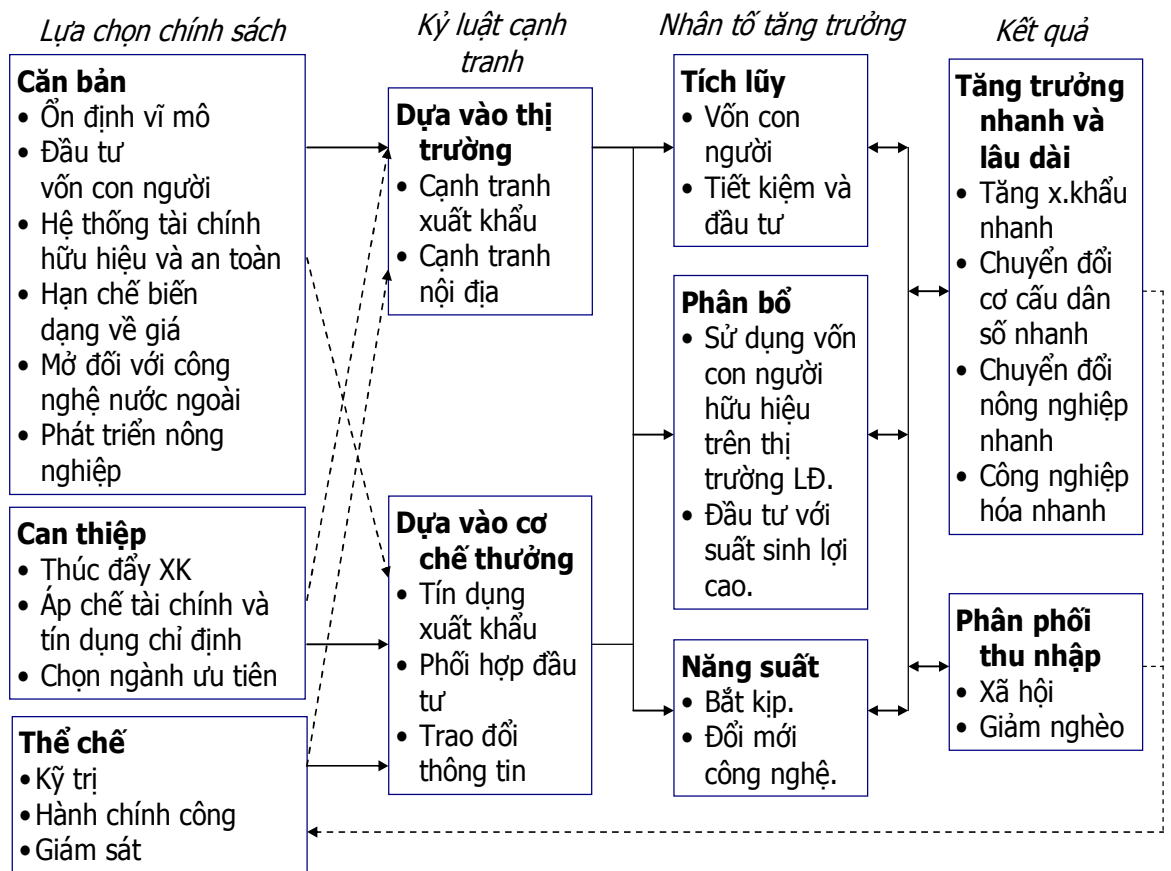 Lựa chọn chính sách
Căn bản
• Ổn định vĩ mô
• Đầu tư
vốn con người
• Hệ thống tài chính
hữu hiệu và an toàn
• Hạn chế biến
dạng về giá
• Mở đối với công
nghệ nước ngoài
• Phát triển nông
nghiệp
Can thiệp
• Thúc đẩy XK
• Áp chế tài chính và
tín dụng chỉ định
• Chọn ngành ưu tiên
Thể chế
• Kỹ trị
• Hành chính công
• Giám sát
Kỷ luật cạnh
tranh
Dựa vào thị
trường
• Cạnh tranh
xuất khẩu
• Cạnh tranh
nội địa
Dựa vào cơ
chế thưởng
• Tín dụng
xuất khẩu
• Phối hợp đầu
tư
• Trao đổi
thông tin
Nhân tố tăng trưởng
Tích lũy
• Vốn con
người
• Tiết kiệm và
đầu tư
Phân bổ
• Sử dụng vốn
con người
hữu hiệu
trên thị
trường LĐ.
• Đầu tư với
suất sinh lợi
cao.
Năng suất
• Bắt kịp.
• Đổi mới
công nghệ.
Kết quả
Tăng trưởng
nhanh và
lâu dài
• Tăng x.khẩu
nhanh
• Chuyển đổi
cơ cấu dân
số nhanh
• Chuyển đổi
nông nghiệp
nhanh
• Công nghiệp
hóa nhanh
Phân phối
thu nhập
• Xã hội
• Giảm nghèo